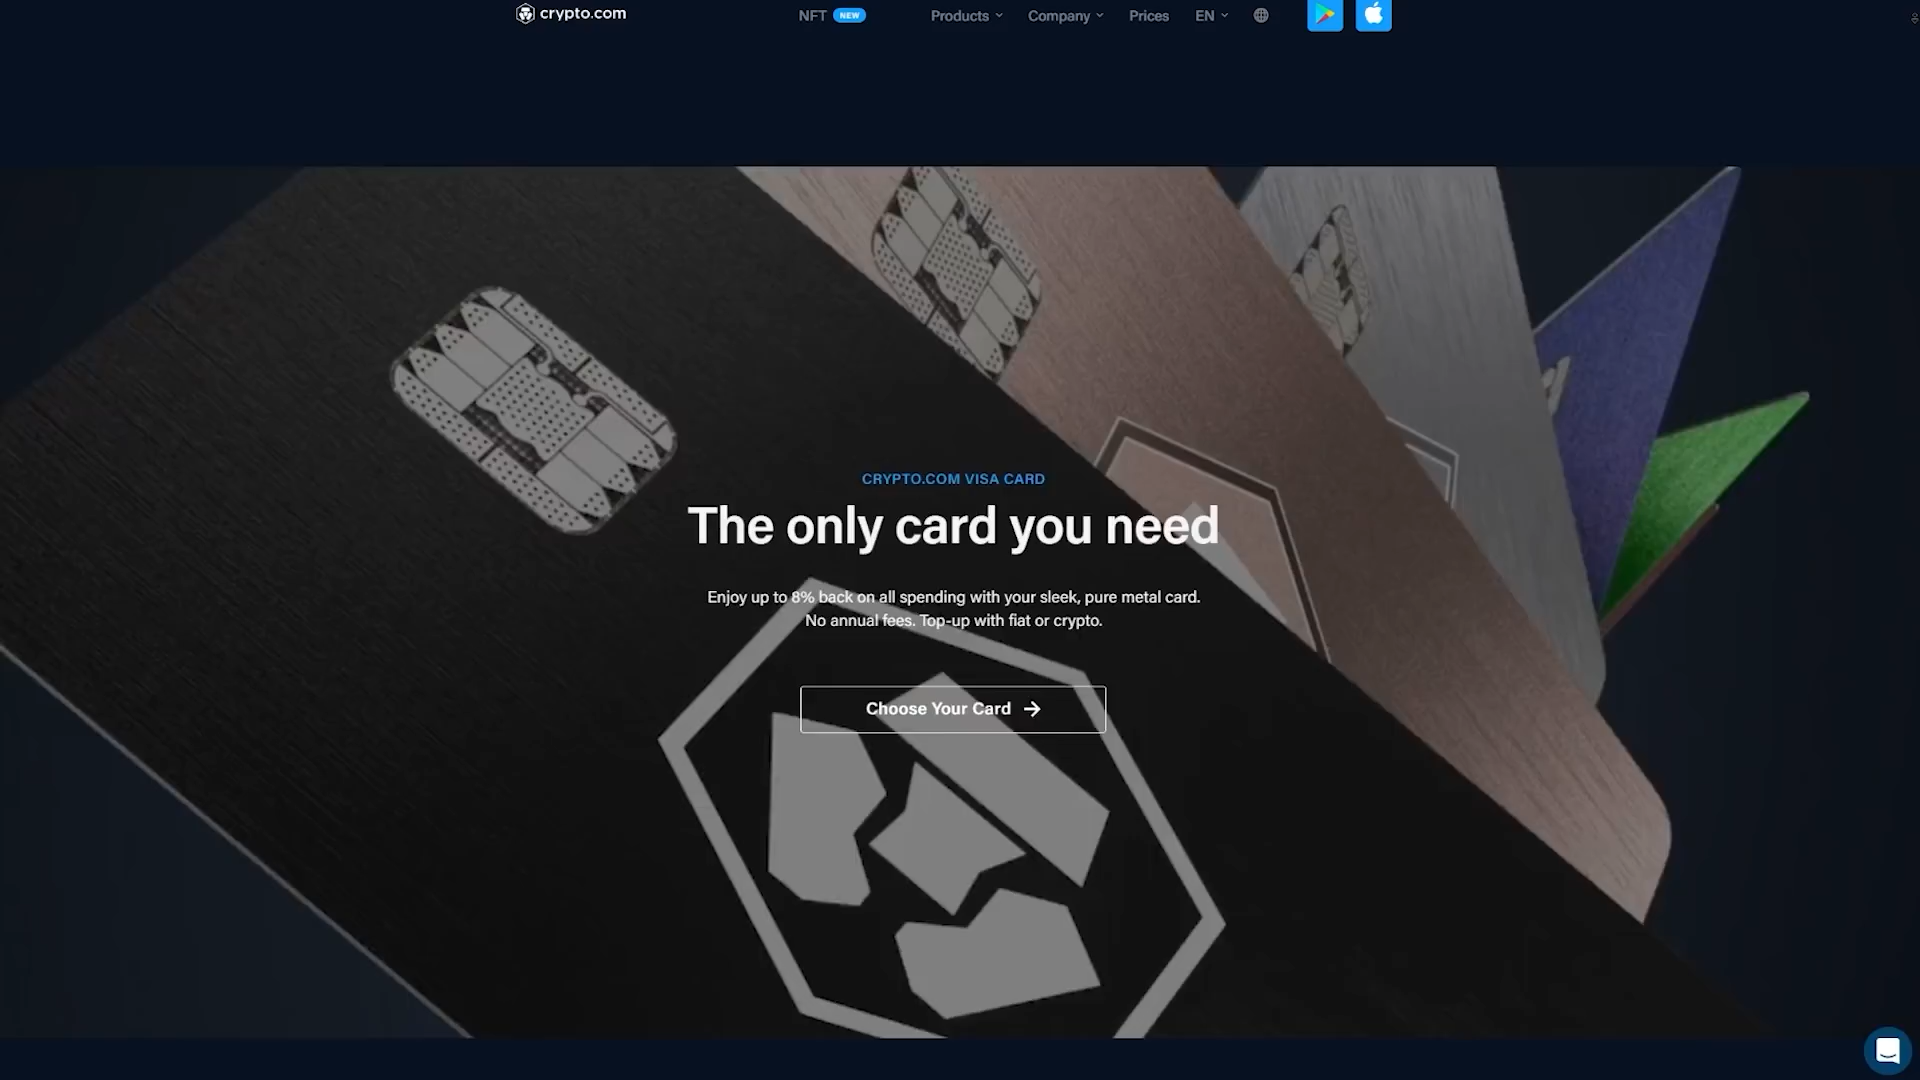 crypto.com
NFT NEW
Products
Company
Prices
EN
CRYPTO.COM VISA CARD
The only card you need
Enjoy up to 8% back on all spending with your sleek, pure metal card.
No annual fees. Top-up with fiat or crypto.
Choose Your Card